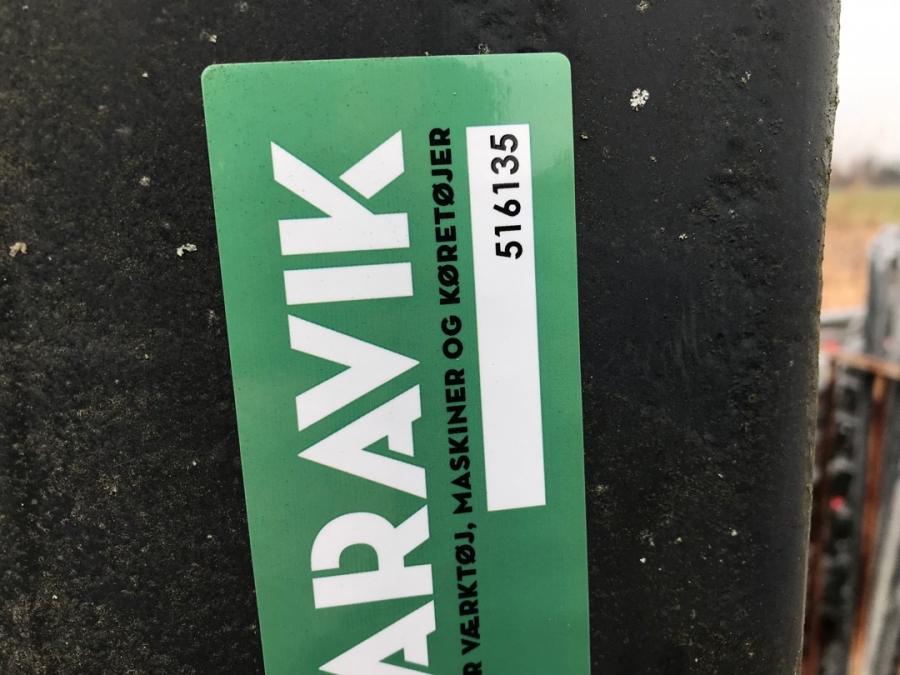 ARAVIK
R VÆRKTØJ, MASKINER OG KØRETØJER
516135